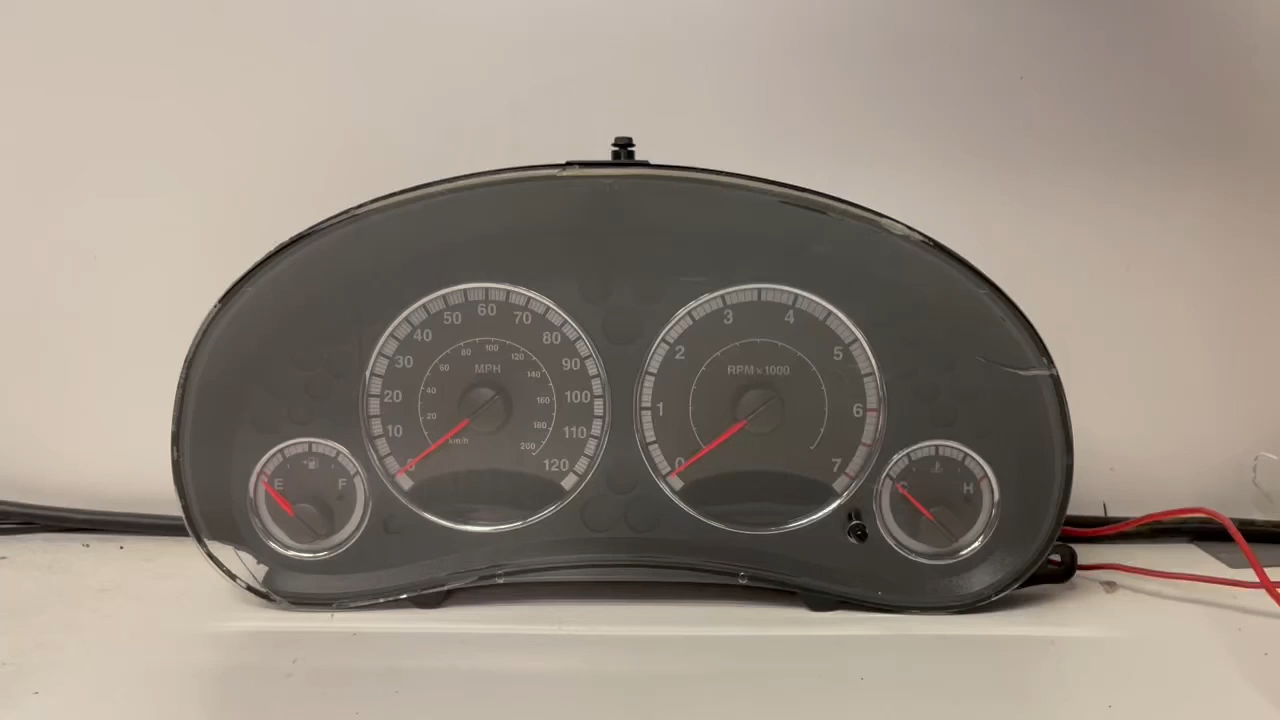 0 10 20 30 40 50 60 70 80 90 100 110 120
MPH
20 40 60 80 100 120 140 160 180 200
km/h
0 1 2 3 4 5 6 7
RPM x 1000
E F
C H